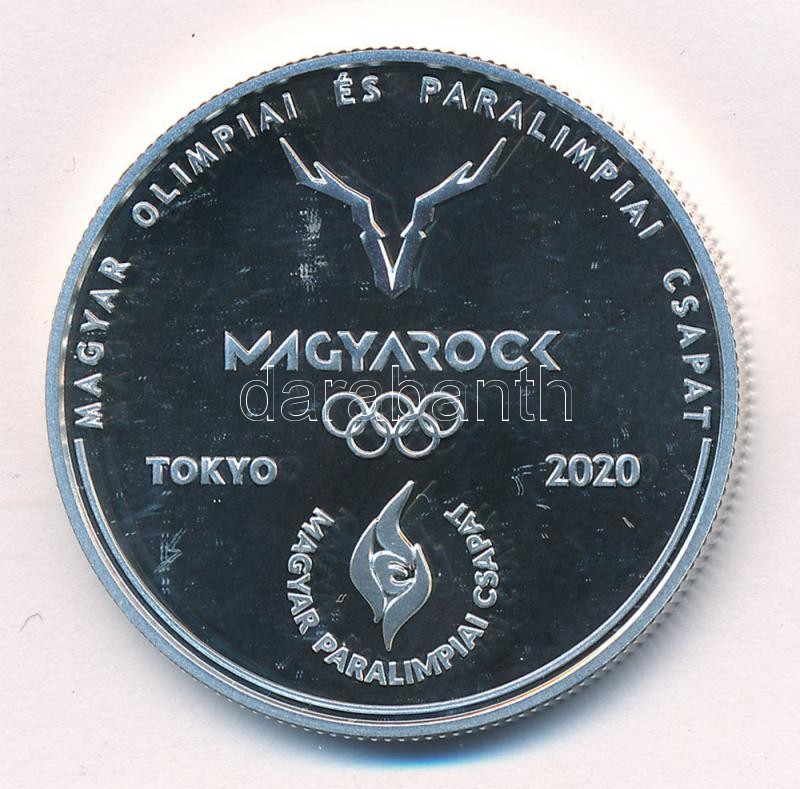 MAGYAR OLIMPIAI ÉS PARALIMPIAI CSAPAT
MAGYAROCK
darabanth
TOKYO 2020
MAGYAR PARALIMPIAI CSAPAT